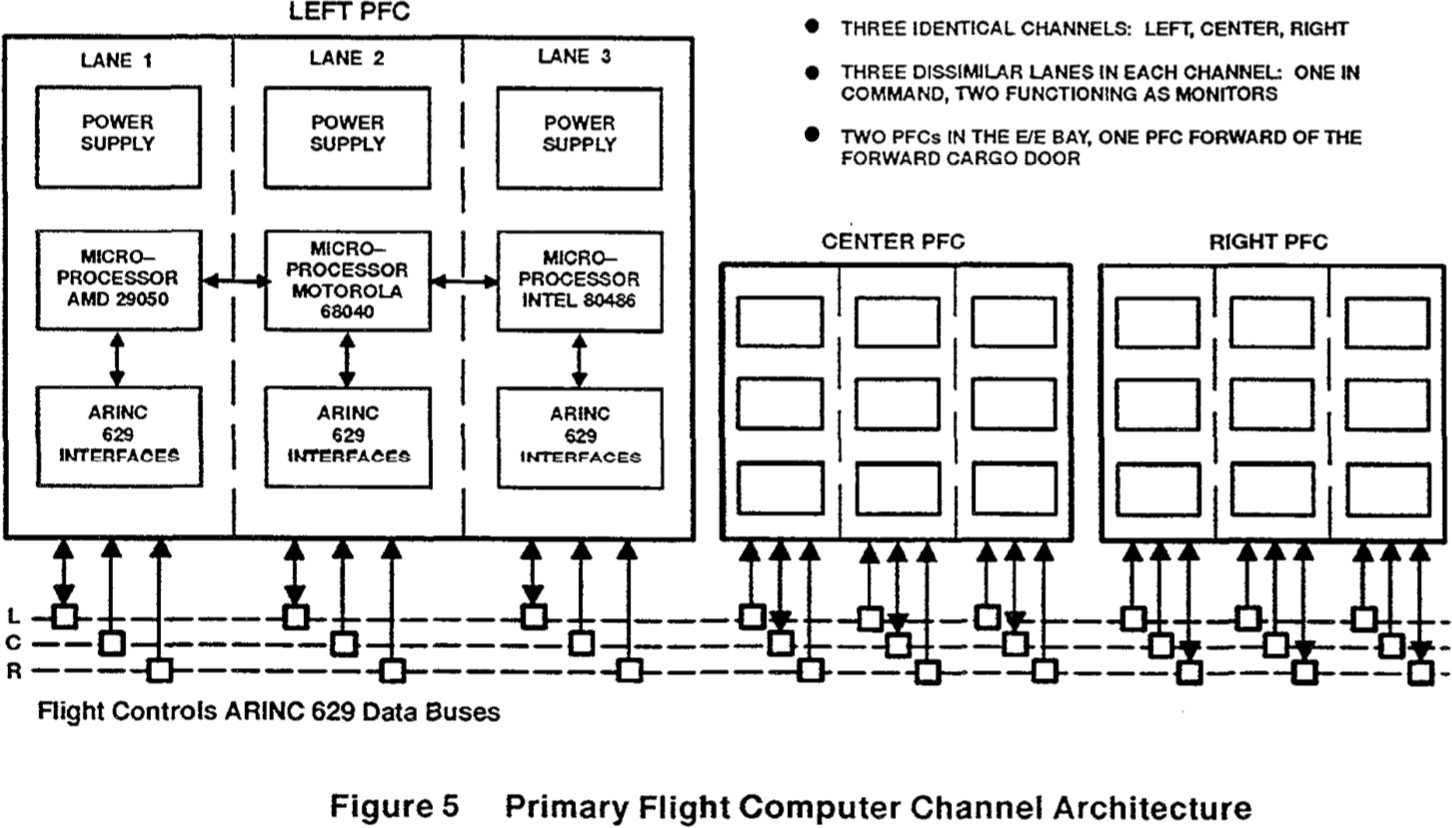 LEFT PFC
LANE 1
POWER
SUPPLY
MICRO–
PROCESSOR
AMD 29050
ARINC
629
INTERFACES
LANE 2
POWER
SUPPLY
MICRO–
PROCESSOR
MOTOROLA
68040
ARINC
629
INTERFACES
LANE 3
POWER
SUPPLY
MICRO–
PROCESSOR
INTEL 80486
ARINC
629
INTERFACES
● THREE IDENTICAL CHANNELS: LEFT, CENTER, RIGHT
● THREE DISSIMILAR LANES IN EACH CHANNEL: ONE IN
COMMAND, TWO FUNCTIONING AS MONITORS
● TWO PFCs IN THE E/E BAY, ONE PFC FORWARD OF THE
FORWARD CARGO DOOR
CENTER PFC
RIGHT PFC
L
C
R
Flight Controls ARINC 629 Data Buses
Figure 5 Primary Flight Computer Channel Architecture